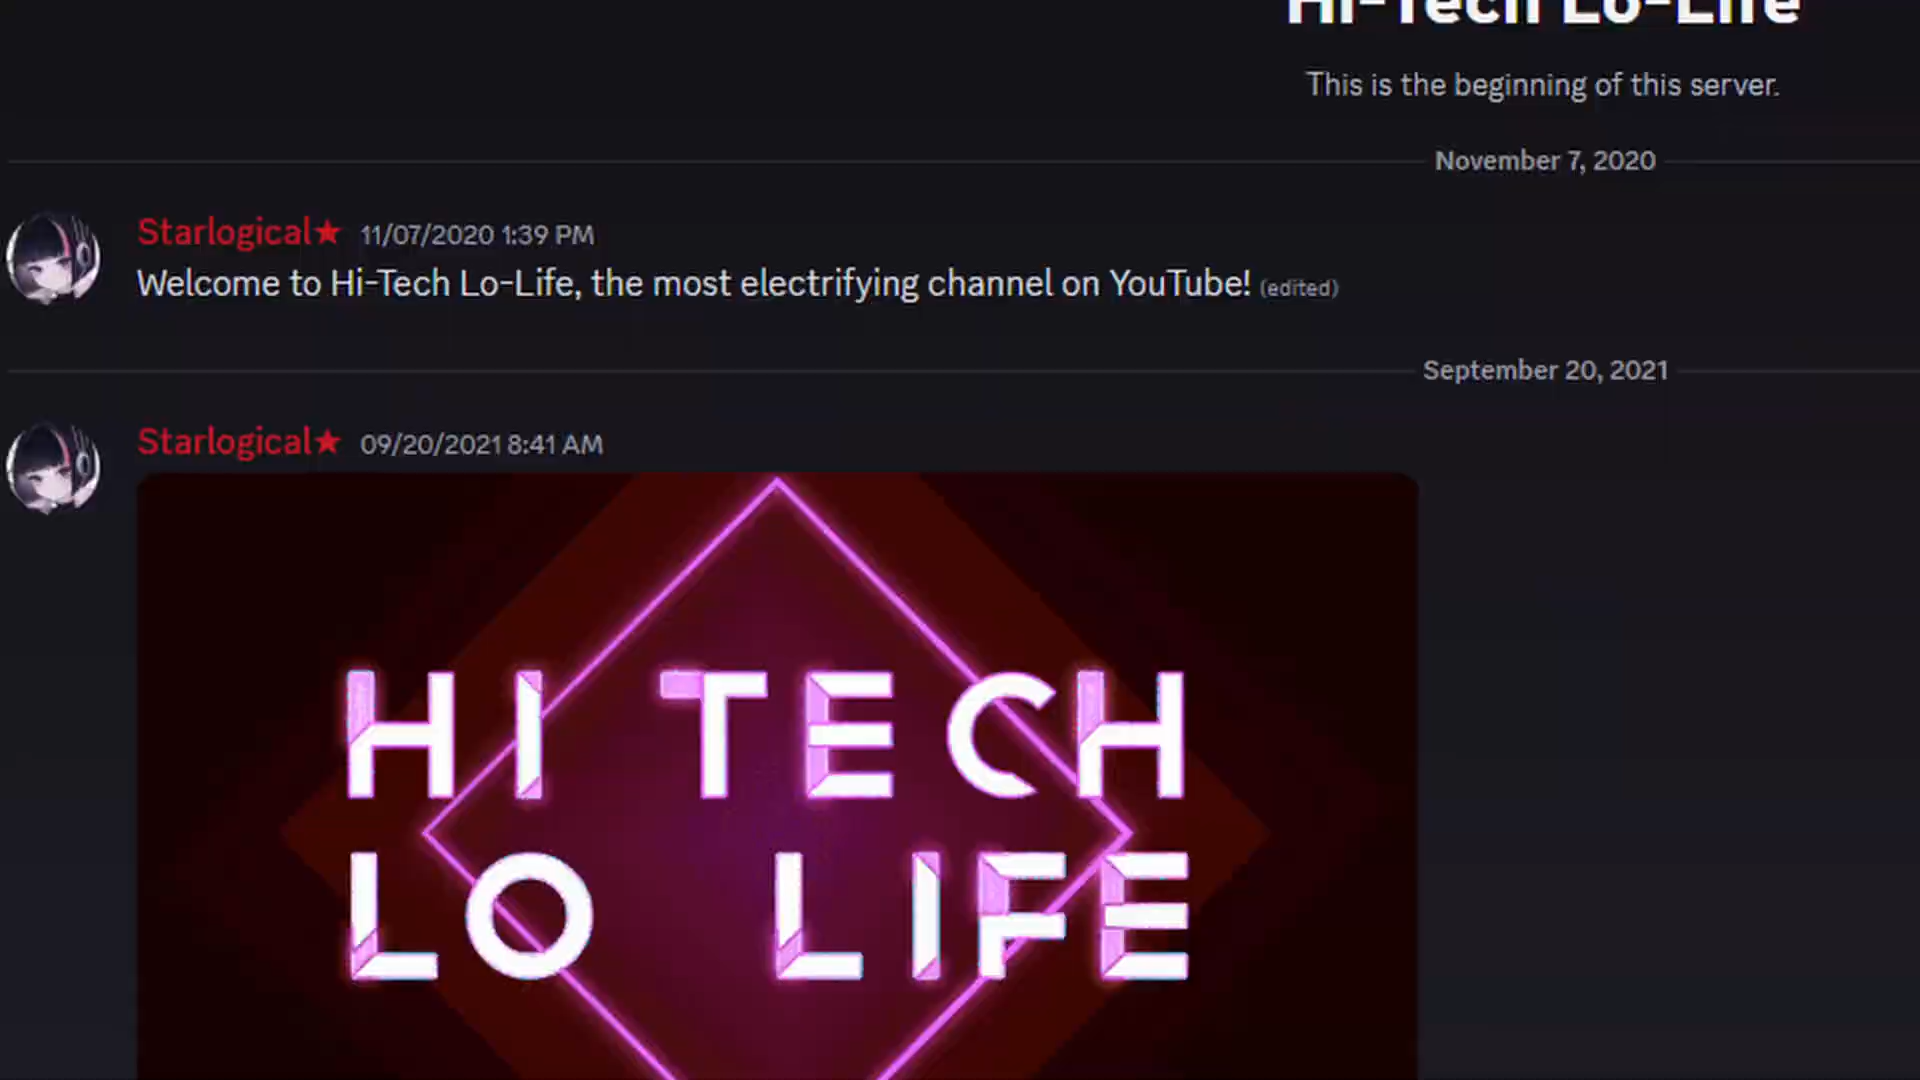 Hi-Tech Lo-Life
This is the beginning of this server.
November 7, 2020
Starlogical★ 11/07/2020 1:39 PM
Welcome to Hi-Tech Lo-Life, the most electrifying channel on YouTube! (edited)
September 20, 2021
Starlogical★ 09/20/2021 8:41 AM
HI TECH
LO LIFE